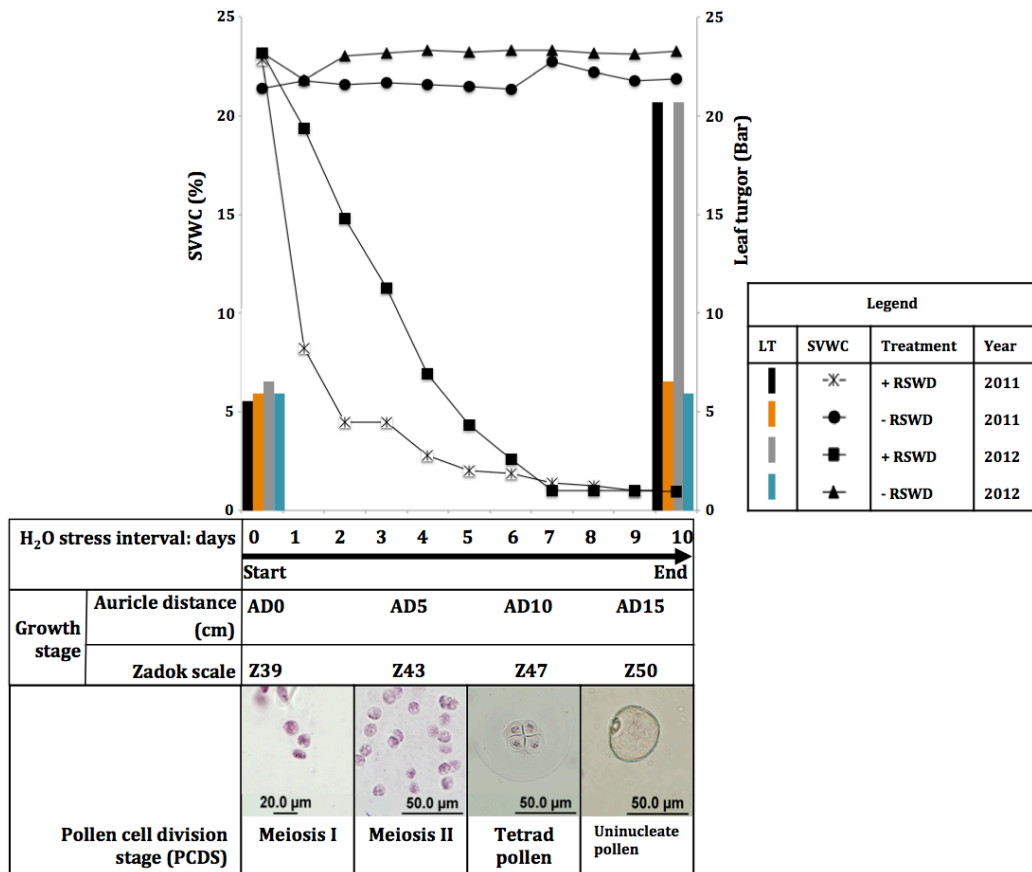 25
20
15
10
5
0
SVWC (%)
25
20
15
10
5
0
Leaf turgor (Bar)
Legend
LT SVWC Treatment Year
+ RSWD 2011
- RSWD 2011
+ RSWD 2012
- RSWD 2012
H₂O stress interval: days 0 1 2 3 4 5 6 7 8 9 10
Start End
Growth stage
Auricle distance (cm) AD0 AD5 AD10 AD15
Zadok scale Z39 Z43 Z47 Z50
20.0 µm 50.0 µm 50.0 µm 50.0 µm
Pollen cell division stage (PCDS)
Meiosis I
Meiosis II
Tetrad pollen
Uninucleate pollen